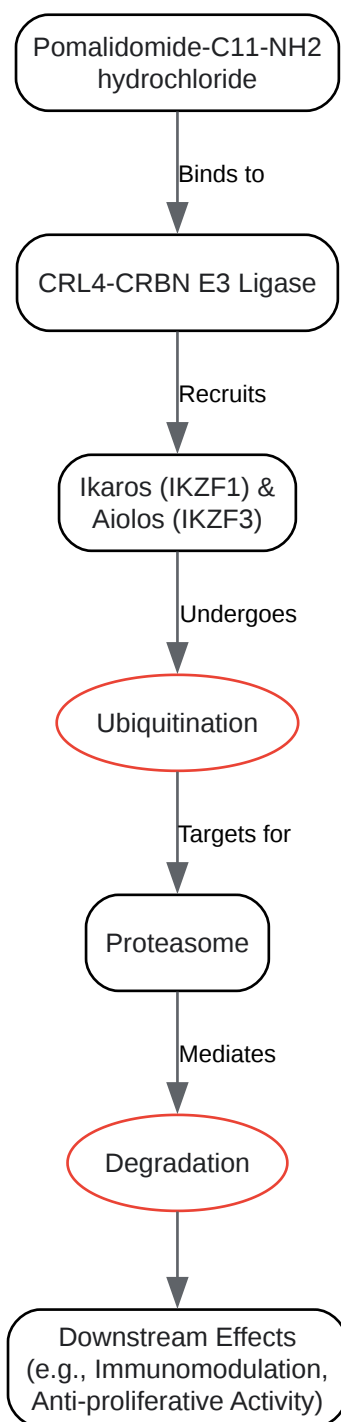 Pomalidomide-C11-NH2
hydrochloride
Binds to
CRL4-CRBN E3 Ligase
Recruits
Ikaros (IKZF1) &
Aiolos (IKZF3)
Undergoes
Ubiquitination
Targets for
Proteasome
Mediates
Degradation
Downstream Effects
(e.g., Immunomodulation,
Anti-proliferative Activity)